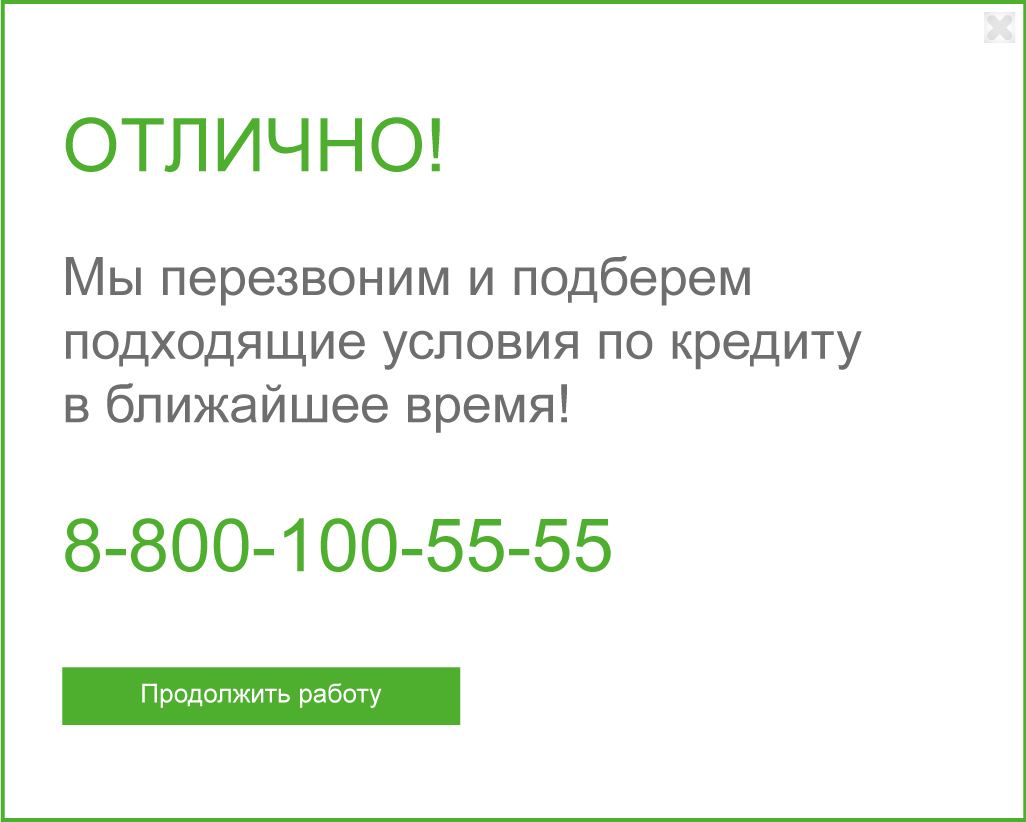 ОТЛИЧНО!
Мы перезвоним и подберем
подходящие условия по кредиту
в ближайшее время!
8-800-100-55-55
Продолжить работу